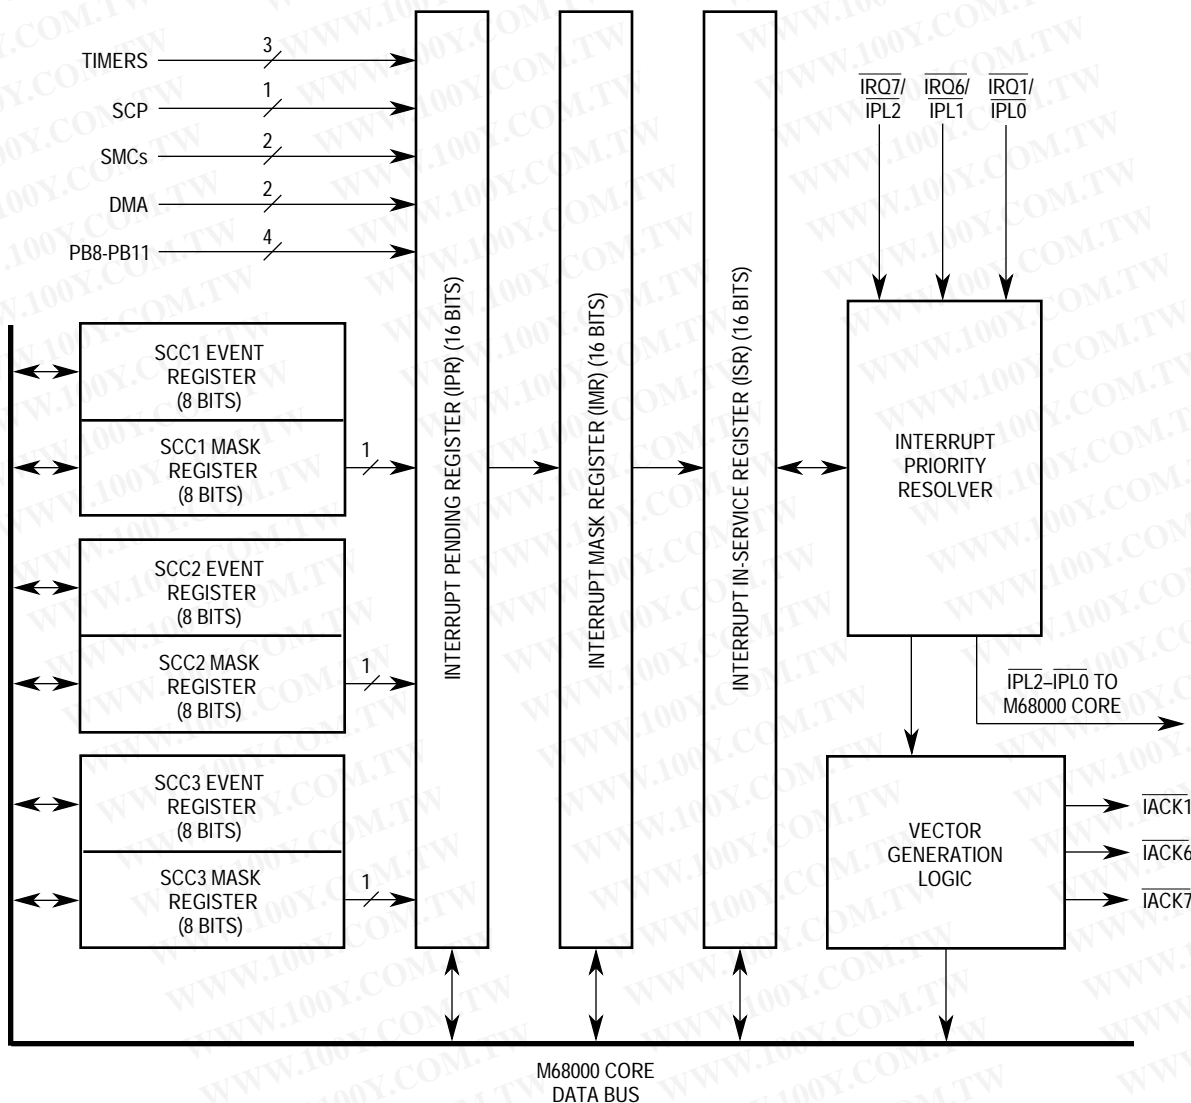 TIMERS
3
SCP
1
SMCs
2
DMA
2
PB8-PB11
4
SCC1 EVENT
REGISTER
(8 BITS)
SCC1 MASK
REGISTER
(8 BITS)
1
SCC2 EVENT
REGISTER
(8 BITS)
SCC2 MASK
REGISTER
(8 BITS)
1
SCC3 EVENT
REGISTER
(8 BITS)
SCC3 MASK
REGISTER
(8 BITS)
1
INTERRUPT PENDING REGISTER (IPR) (16 BITS)
INTERRUPT MASK REGISTER (IMR) (16 BITS)
INTERRUPT IN-SERVICE REGISTER (ISR) (16 BITS)
IRQ7/
IPL2
IRQ6/
IPL1
IRQ1/
IPL0
INTERRUPT
PRIORITY
RESOLVER
IPL2–IPL0 TO
M68000 CORE
VECTOR
GENERATION
LOGIC
IACK1
IACK6
IACK7
M68000 CORE
DATA BUS
WWW.100Y.COM.TW